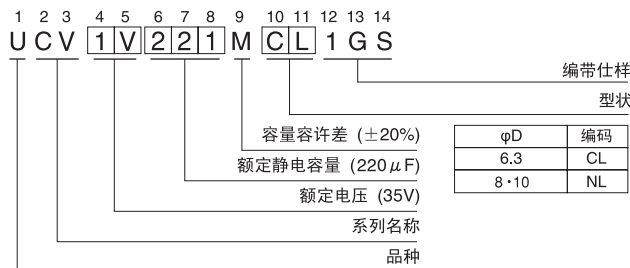 1 2 3 4 5 6 7 8 9 10 11 12 13 14
U C V 1 V 2 2 1 M C L 1 G S
编带仕样
型状
容量容许差 (±20%)
额定静电容量 (220μF)
额定电压 (35V)
系列名称
品种
φD 编码
6.3 CL
8・10 NL